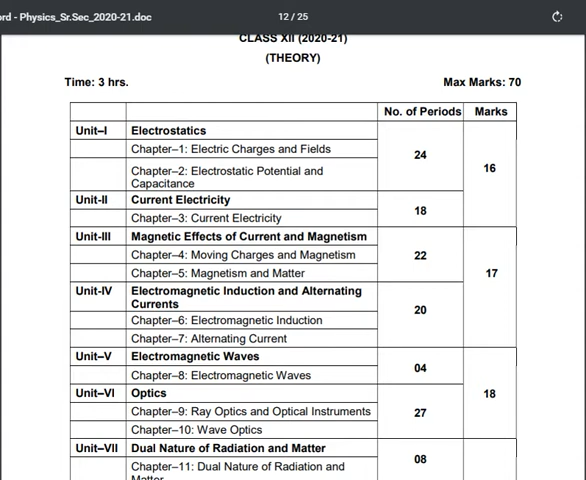 ord - Physics_Sr.Sec_2020-21.doc 12 / 25
CLASS XII (2020-21)
(THEORY)
Time: 3 hrs. Max Marks: 70
No. of Periods Marks
Unit–I Electrostatics 24 16
Chapter–1: Electric Charges and Fields
Chapter–2: Electrostatic Potential and
Capacitance
Unit-II Current Electricity 18
Chapter–3: Current Electricity
Unit-III Magnetic Effects of Current and Magnetism 22 17
Chapter–4: Moving Charges and Magnetism
Chapter–5: Magnetism and Matter
Unit-IV Electromagnetic Induction and Alternating 20
Currents
Chapter–6: Electromagnetic Induction
Chapter–7: Alternating Current
Unit–V Electromagnetic Waves 04 18
Chapter–8: Electromagnetic Waves
Unit–VI Optics 27
Chapter–9: Ray Optics and Optical Instruments
Chapter–10: Wave Optics
Unit–VII Dual Nature of Radiation and Matter 08
Chapter–11: Dual Nature of Radiation and
Matter